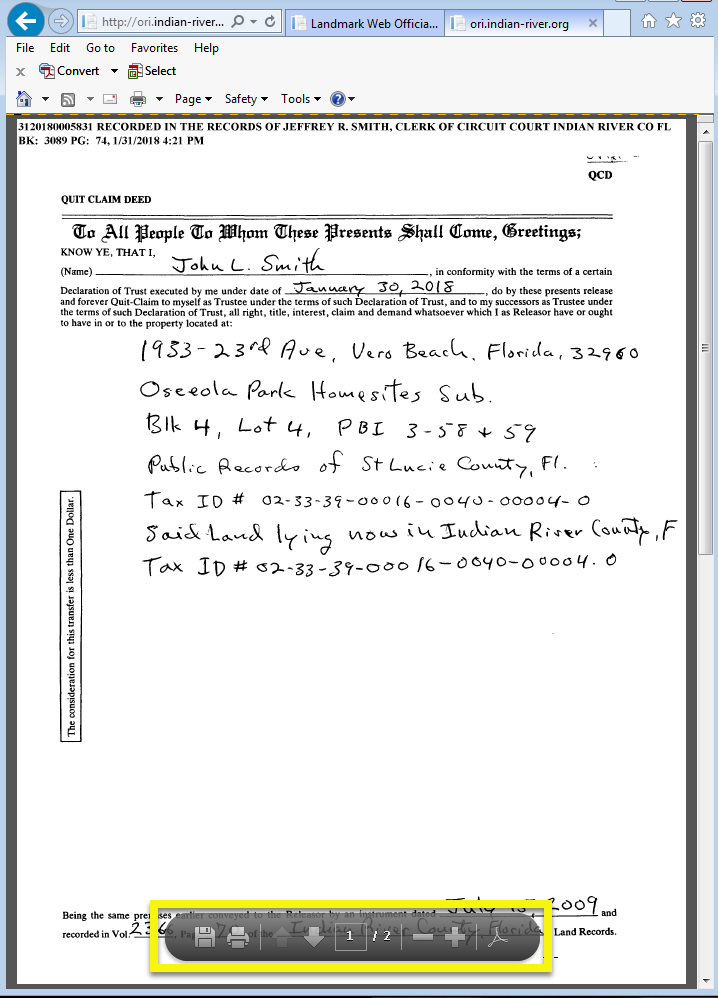 http://ori.indian-river...
Landmark Web Officia...
ori.indian-river.org
File Edit Go to Favorites Help
x Convert Select
Page Safety Tools
3120180005831 RECORDED IN THE RECORDS OF JEFFREY R. SMITH, CLERK OF CIRCUIT COURT INDIAN RIVER CO FL
BK: 3089 PG: 74, 1/31/2018 4:21 PM
QCD
QUIT CLAIM DEED
To All People To Whom These Presents Shall Come, Greetings;
KNOW YE, THAT I,
(Name) John L. Smith, in conformity with the terms of a certain
Declaration of Trust executed by me under date of January 30, 2018, do by these presents release
and forever Quit-Claim to myself as Trustee under the terms of such Declaration of Trust, and to my successors as Trustee under
the terms of such Declaration of Trust, all right, title, interest, claim and demand whatsoever which I as Releasor have or ought
to have in or to the property located at:
1933-23rd Ave, Vero Beach, Florida, 32960
Osceola Park Homesites Sub.
Blk 4, Lot 4, PBI 3-58 + 59
Public Records of St Lucie County, Fl.
Tax ID # 02-33-39-00016-0040-00004-0
Said Land lying now in Indian River County, F
Tax ID # 02-33-39-00016-0040-00004.0
The consideration for this transfer is less than One Dollar.
Being the same premises earlier conveyed to the Releasor by an instrument dated July 2009 and
recorded in Vol. 2366, Page of the Indian River County, Florida Land Records.
1 / 2